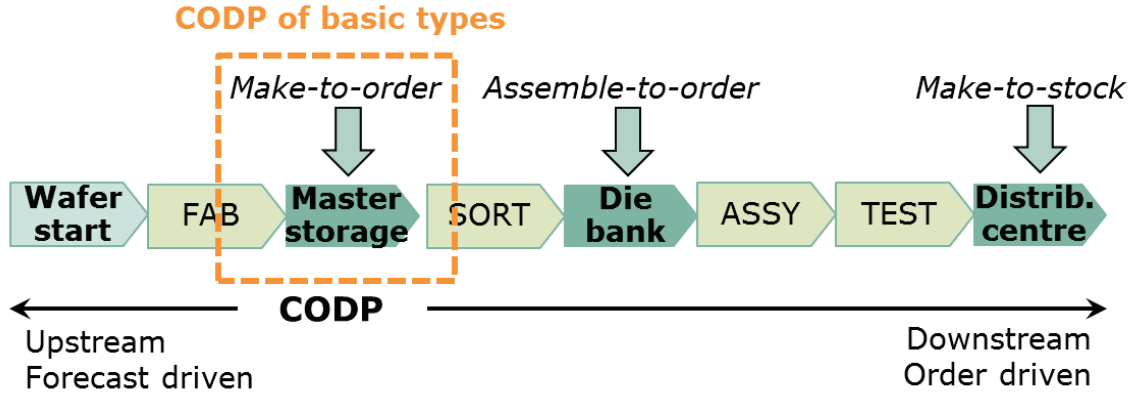 CODP of basic types
Make-to-order
Assemble-to-order
Make-to-stock
Wafer
start
FAB
Master
storage
SORT
Die
bank
ASSY
TEST
Distrib.
centre
CODP
Upstream
Forecast driven
Downstream
Order driven